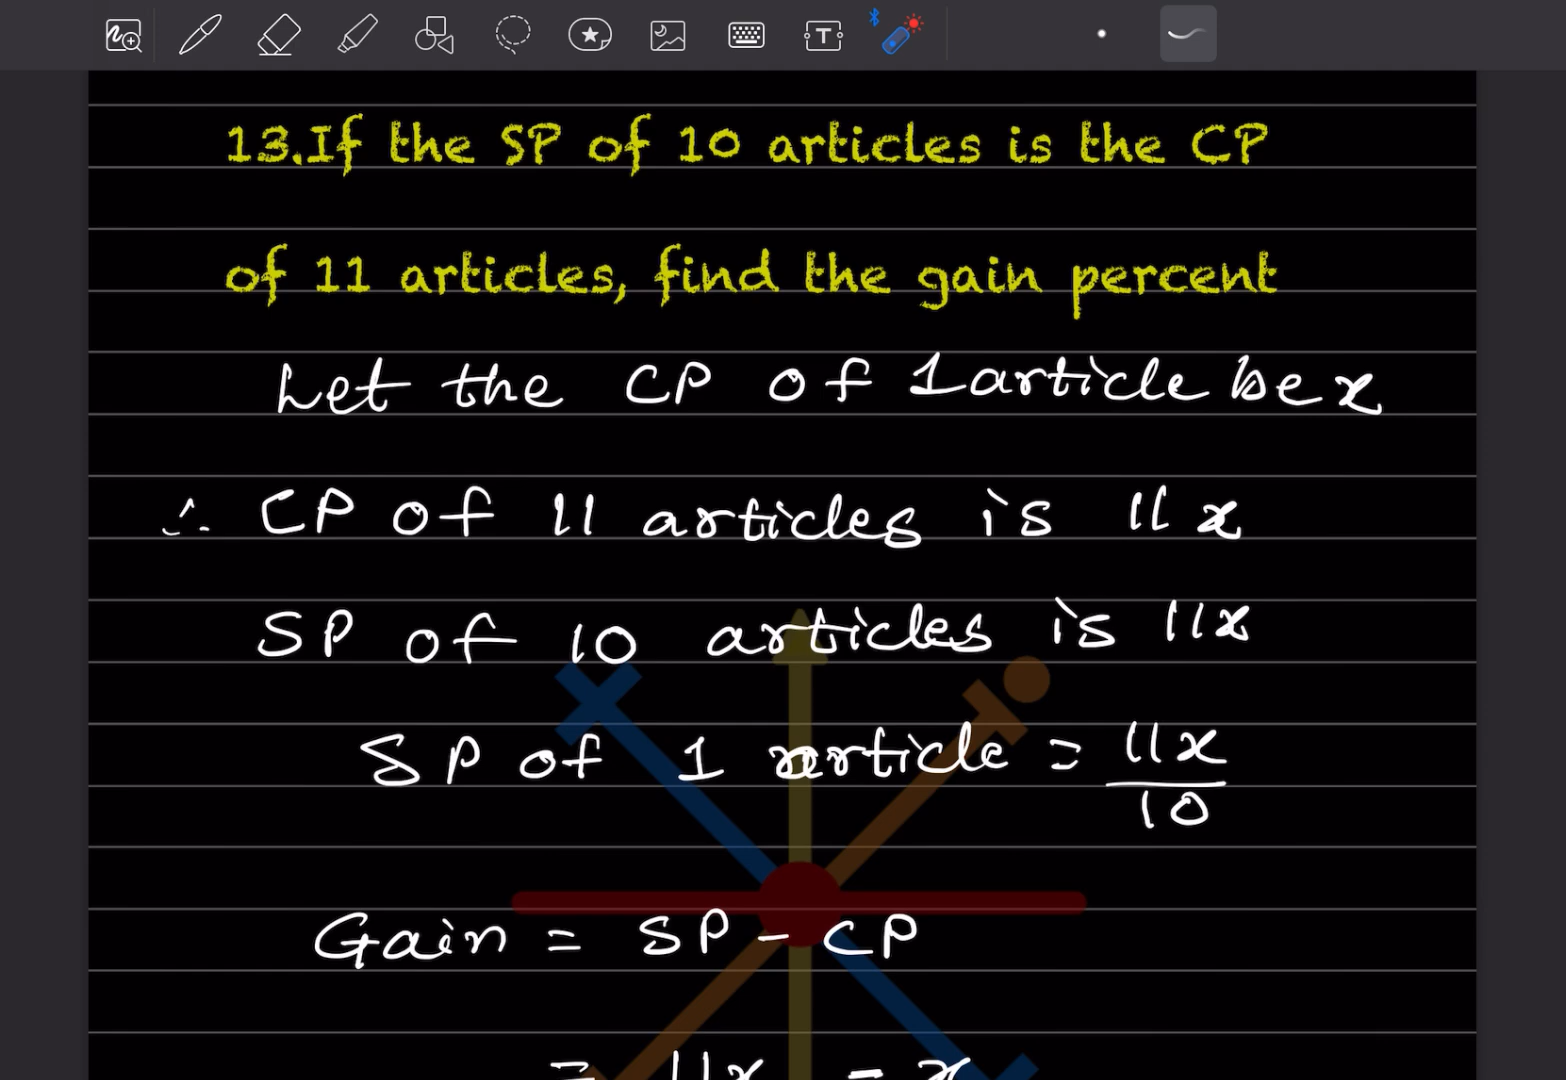 13.If the SP of 10 articles is the CP
of 11 articles, find the gain percent
Let the CP of 1 article be x
∴ CP of 11 articles is 11x
SP of 10 articles is 11x
SP of 1 article = 11x/10
Gain = SP - CP
= 11x - x